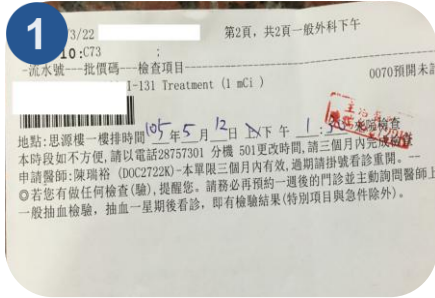 1
3/22 第2頁，共2頁一般外科下午
10:C73 :
-流水號---批價碼---檢查項目
I-131 Treatment (1 mCi) 0070預開未
地點:思源樓一樓排時間 105 年 5 月 12 日 上下午 1 :
本時段如不方便,請以電話28757301 分機 501更改時間,請三個月內完成
申請醫師:陳瑞裕 (DOC2722K)-本單限三個月內有效,過期請掛號看診重開。--
◎若您有做任何檢查(驗),提醒您。請務必再預約一週後的門診並主動詢問醫師上
一般抽血檢驗，抽血一星期後看診，即有檢驗結果(特別項目與急件除外)。